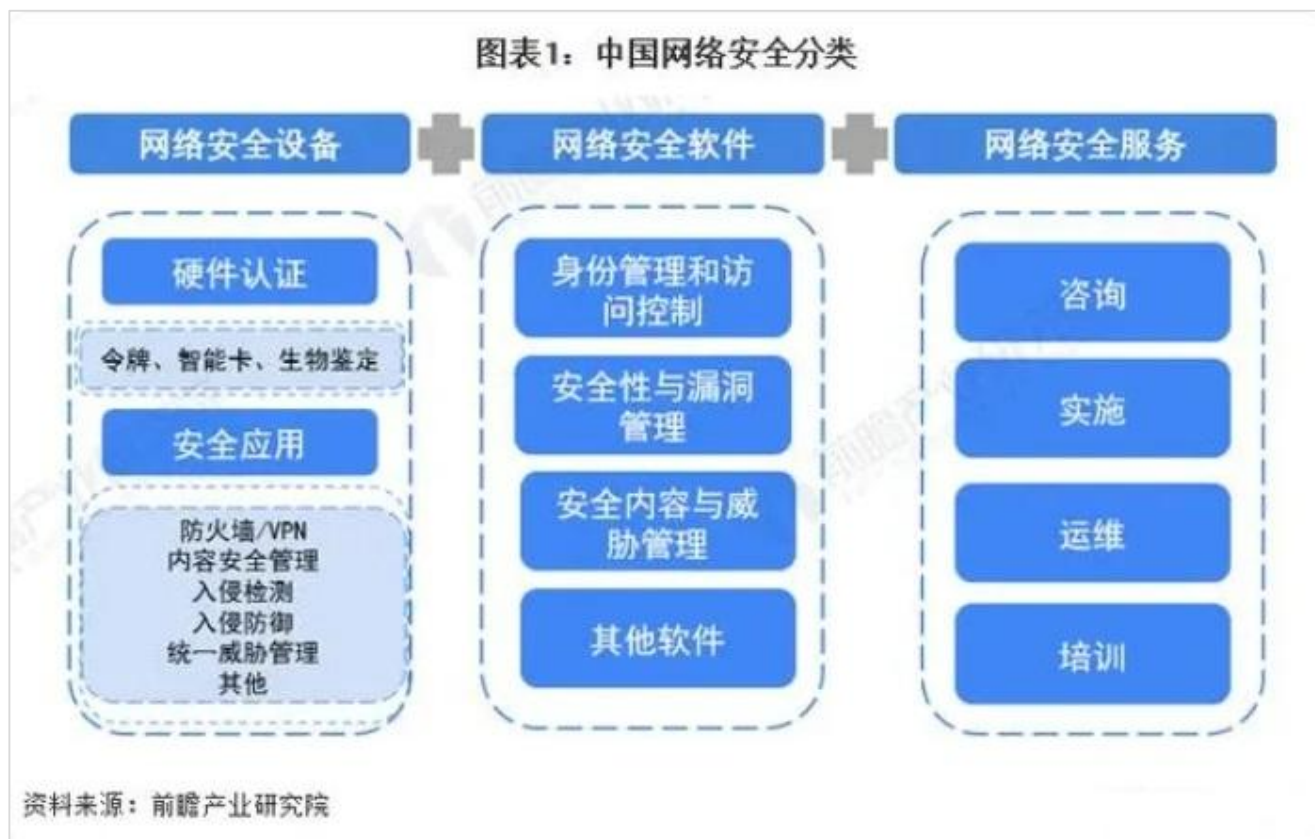 图表1：中国网络安全分类
网络安全设备
网络安全软件
网络安全服务
硬件认证
令牌、智能卡、生物鉴定
安全应用
防火墙/VPN
内容安全管理
入侵检测
入侵防御
统一威胁管理
其他
身份管理和访
问控制
安全性与漏洞
管理
安全内容与威
胁管理
其他软件
咨询
实施
运维
培训
资料来源：前瞻产业研究院